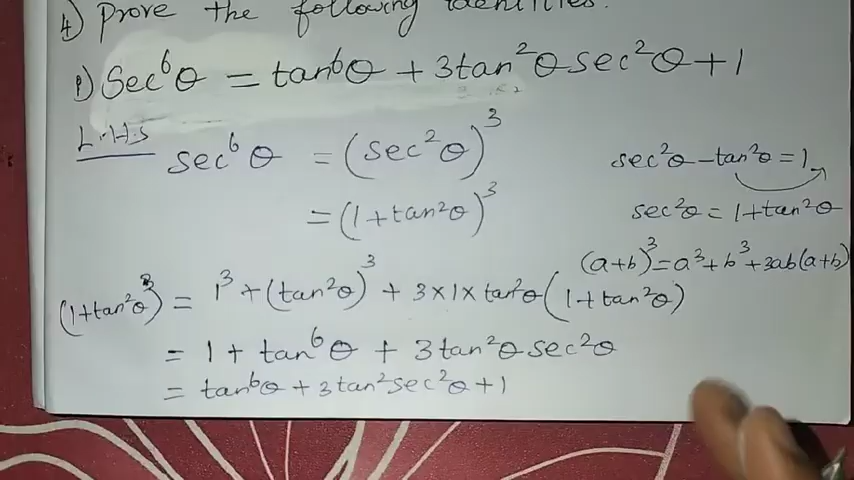 4) Prove the following identities.
i) Sec⁶θ = tan⁶θ + 3tan²θ sec²θ + 1
L.H.S
sec⁶θ = (sec²θ)³
= (1+tan²θ)³
sec²θ - tan²θ = 1
sec²θ = 1+tan²θ
(a+b)³ = a³+b³+3ab(a+b)
(1+tan²θ)³ = 1³ + (tan²θ)³ + 3×1×tan²θ(1+tan²θ)
= 1 + tan⁶θ + 3tan²θ sec²θ
= tan⁶θ + 3tan²sec²θ + 1